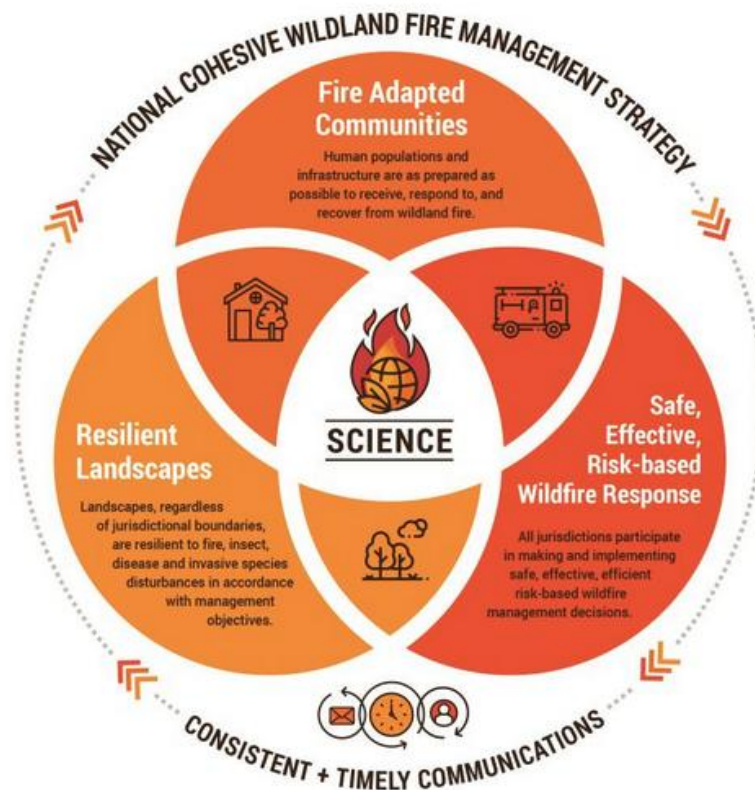 NATIONAL COHESIVE WILDLAND FIRE MANAGEMENT STRATEGY
Fire Adapted
Communities
Human populations and
infrastructure are as prepared as
possible to receive, respond to, and
recover from wildland fire.
SCIENCE
Resilient
Landscapes
Landscapes, regardless
of jurisdictional boundaries,
are resilient to fire, insect,
disease and invasive species
disturbances in accordance
with management
objectives.
Safe,
Effective,
Risk-based
Wildfire Response
All jurisdictions participate
in making and implementing
safe, effective, efficient
risk-based wildfire
management decisions.
CONSISTENT + TIMELY COMMUNICATIONS